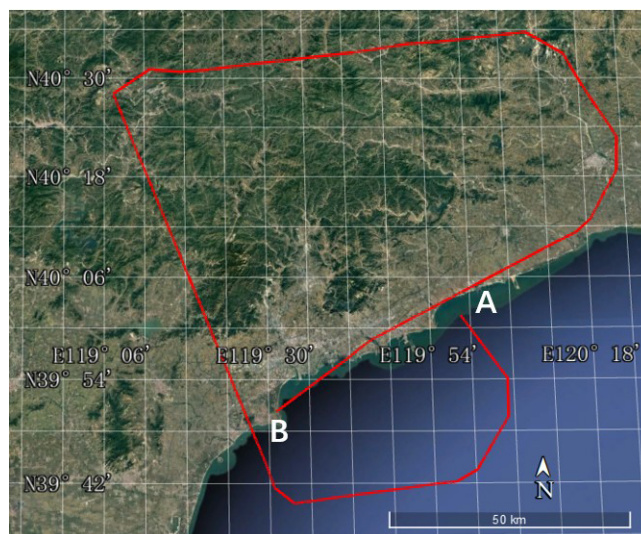 N40° 30'
N40° 18'
N40° 06'
A
E119° 06'
E119° 30'
E119° 54'
E120° 18'
N39° 54'
B
N39° 42'
N
50 km